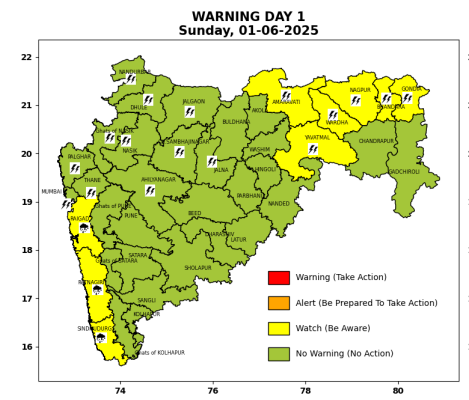 WARNING DAY 1
Sunday, 01-06-2025
22
21
20
19
18
17
16
74
76
78
80
NANDURBAR
DHULE
JALGAON
AMARAVATI
NAGPUR
GONDIA
BHANDARA
WARDHA
AKOLA
BULDHANA
Ghats of NASIK
NASIK
SAMBHAJINAGAR
YAVATMAL
CHANDRAPUR
WASHIM
PALGHAR
JALNA
HINGOLI
GADCHIROLI
THANE
AHILYANAGAR
MUMBAI
PARBHANI
NANDED
Ghats of PUNE
PUNE
BEED
RAIGAD
DHARASHIV
LATUR
SATARA
Ghats of SATARA
SHOLAPUR
RATNAGIRI
SANGLI
KOLHAPUR
SINDHUDURG
Ghats of KOLHAPUR
Warning (Take Action)
Alert (Be Prepared To Take Action)
Watch (Be Aware)
No Warning (No Action)